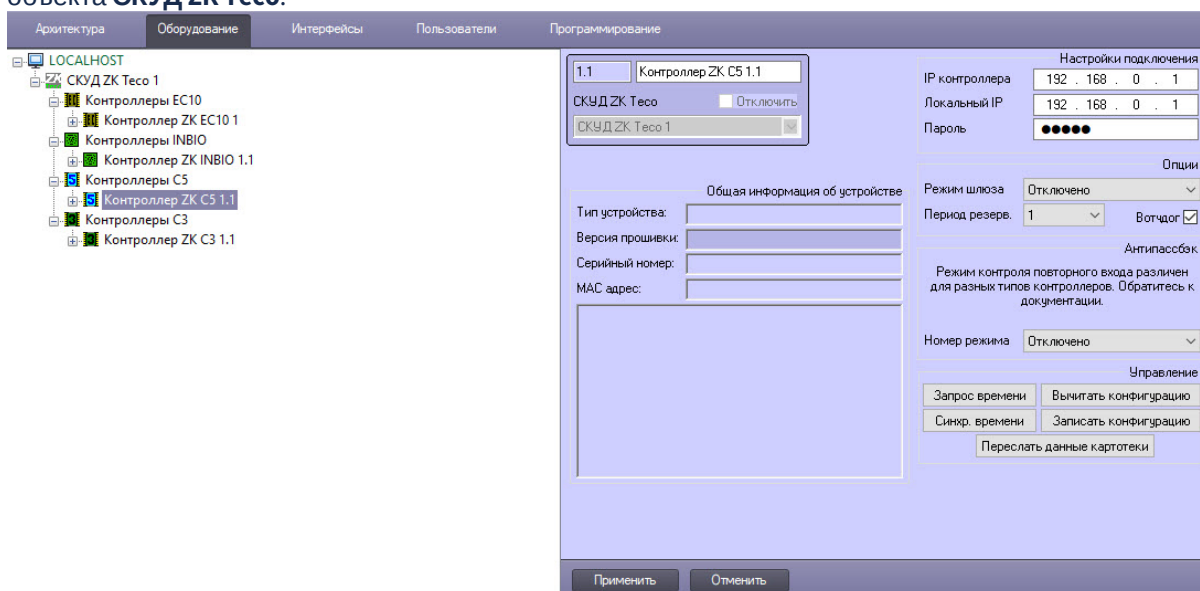 объекта СКУД ZK Teco.
Архитектура Оборудование Интерфейсы Пользователи Программирование
LOCALHOST
СКУД ZK Teco 1
Контроллеры EC10
Контроллер ZK EC10 1
Контроллеры INBIO
Контроллер ZK INBIO 1.1
Контроллеры C5
Контроллер ZK C5 1.1
Контроллеры C3
Контроллер ZK C3 1.1
1.1 Контроллер ZK C5 1.1
СКУД ZK Teco Отключить
СКУД ZK Teco 1
Общая информация об устройстве
Тип устройства:
Версия прошивки:
Серийный номер:
MAC адрес:
Настройки подключения
IP контроллера 192 . 168 . 0 . 1
Локальный IP 192 . 168 . 0 . 1
Пароль ●●●●●
Опции
Режим шлюза Отключено
Период резерв. 1 Вотчдог
Антипассбэк
Режим контроля повторного входа различен
для разных типов контроллеров. Обратитесь к
документации.
Номер режима Отключено
Управление
Запрос времени Вычитать конфигурацию
Синхр. времени Записать конфигурацию
Переслать данные картотеки
Применить Отменить